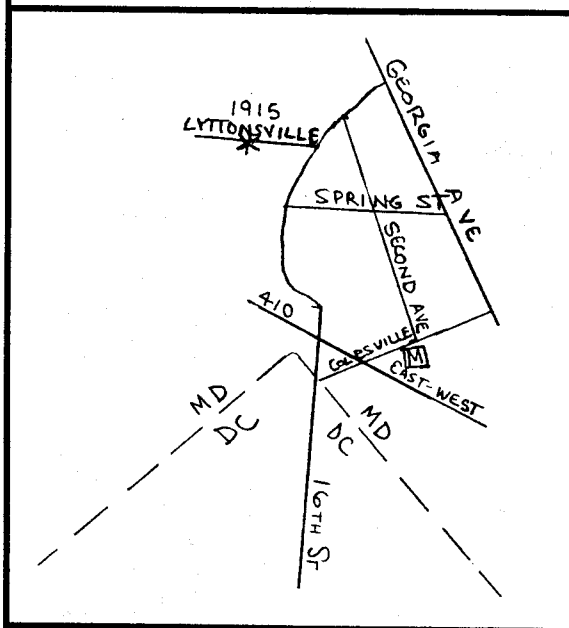 GEORGIA AVE
1915
LYTTONSVILLE
SPRING ST
SECOND AVE
410
COLESVILLE
M
EAST-WEST
MD
DC
MD
DC
16TH ST